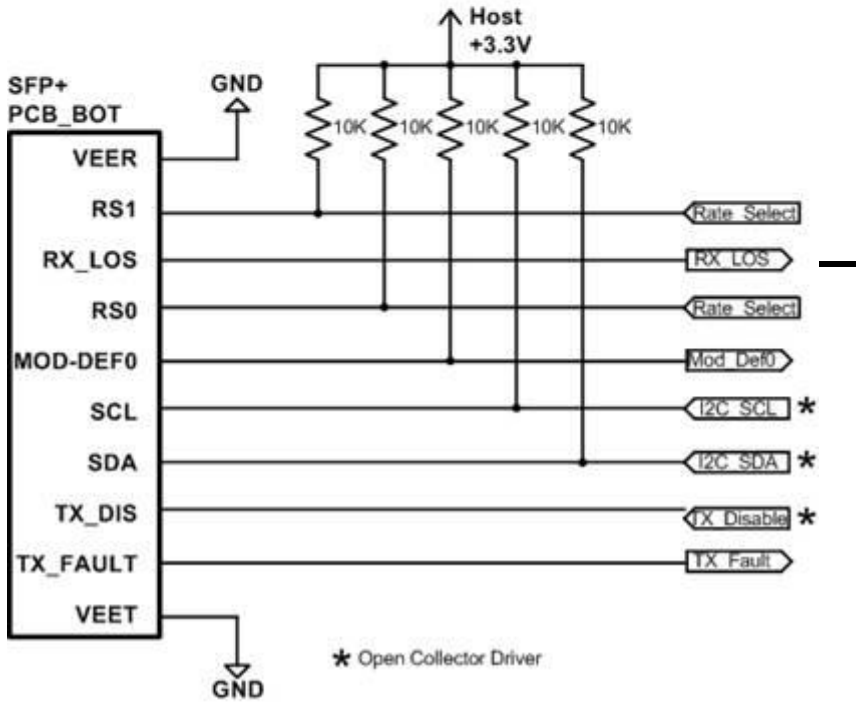 Host
+3.3V
SFP+
PCB_BOT
GND
10K 10K 10K 10K 10K
VEER
RS1 Rate_Select
RX_LOS RX_LOS
RS0 Rate_Select
MOD-DEF0 Mod_Def0
SCL I2C_SCL *
SDA I2C_SDA *
TX_DIS TX_Disable *
TX_FAULT TX_Fault
VEET
* Open Collector Driver
GND